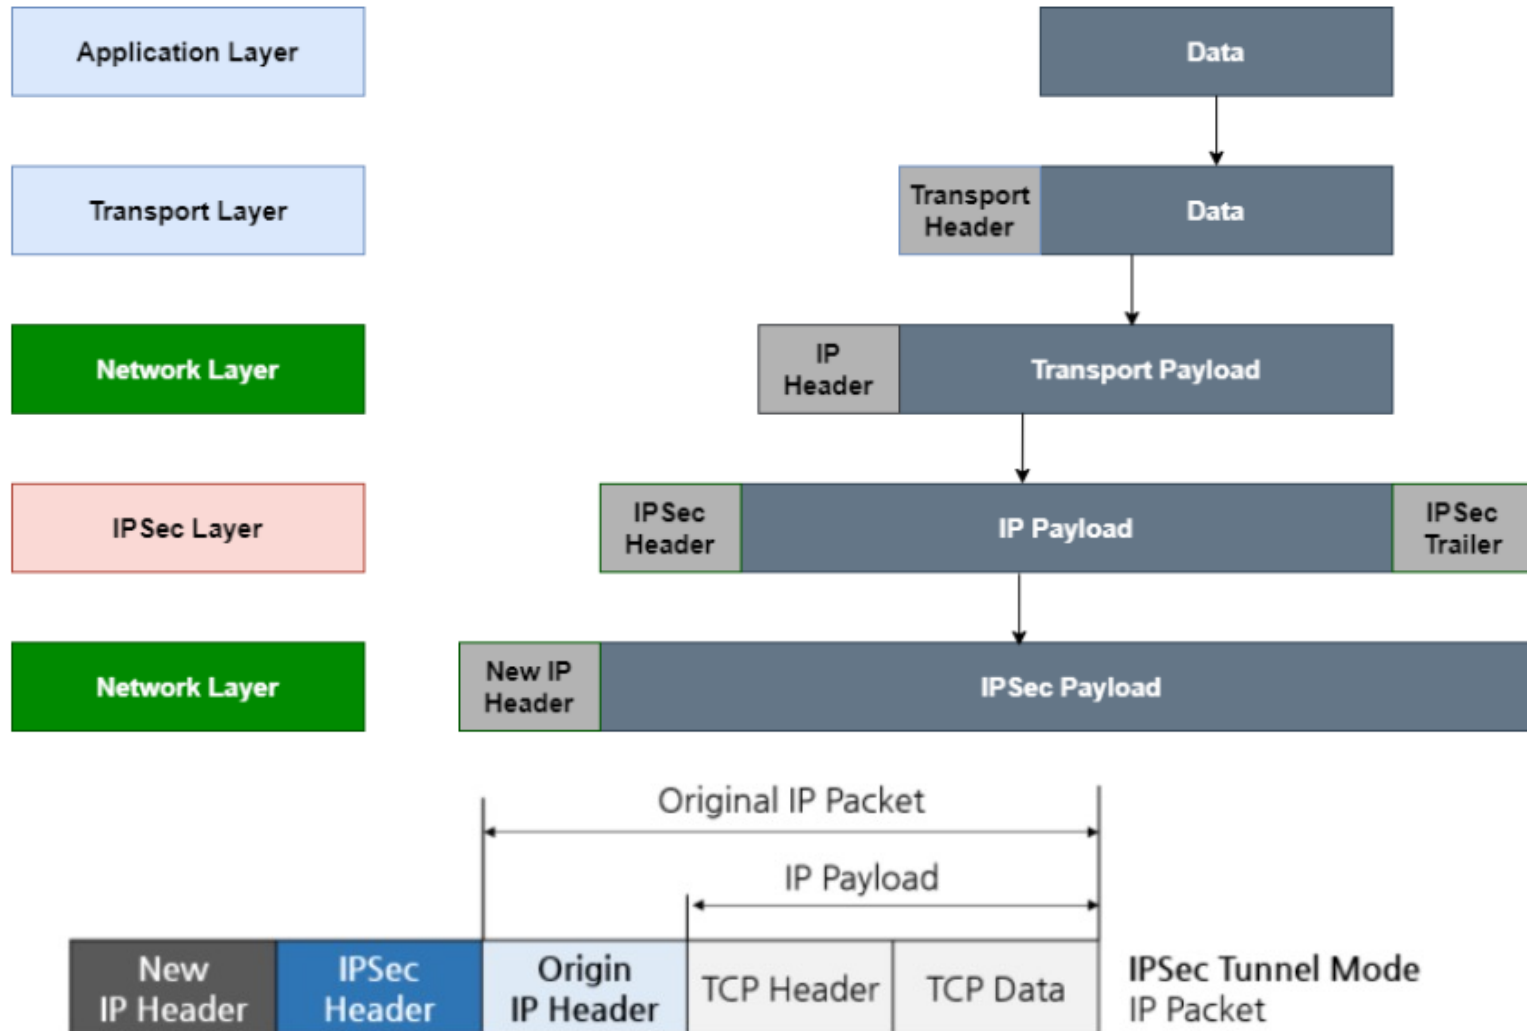 Application Layer
Data
Transport Layer
Transport
Header
Data
Network Layer
IP
Header
Transport Payload
IPSec Layer
IPSec
Header
IP Payload
IPSec
Trailer
Network Layer
New IP
Header
IPSec Payload
Original IP Packet
IP Payload
New
IP Header
IPSec
Header
Origin
IP Header
TCP Header
TCP Data
IPSec Tunnel Mode
IP Packet